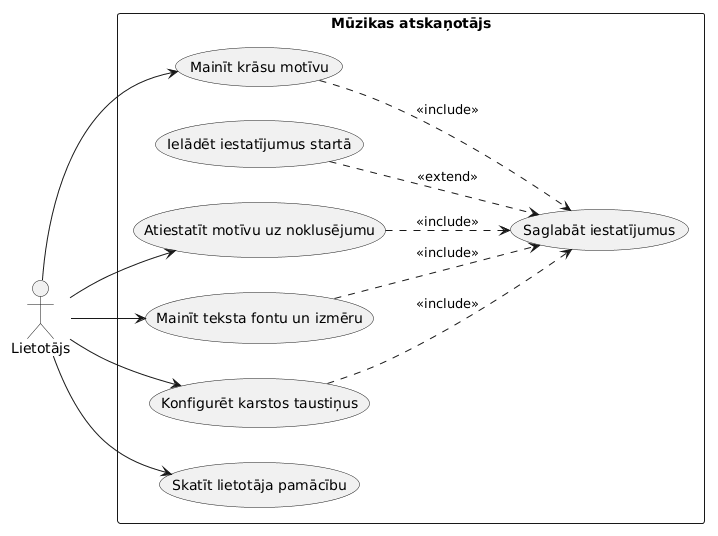 Mūzikas atskaņotājs
Mainīt krāsu motīvu
«include»
Ielādēt iestatījumus startā
«extend»
Atiestatīt motīvu uz noklusējumu
«include»
Saglabāt iestatījumus
«include»
Mainīt teksta fontu un izmēru
«include»
Lietotājs
Konfigurēt karstos taustiņus
Skatīt lietotāja pamācību